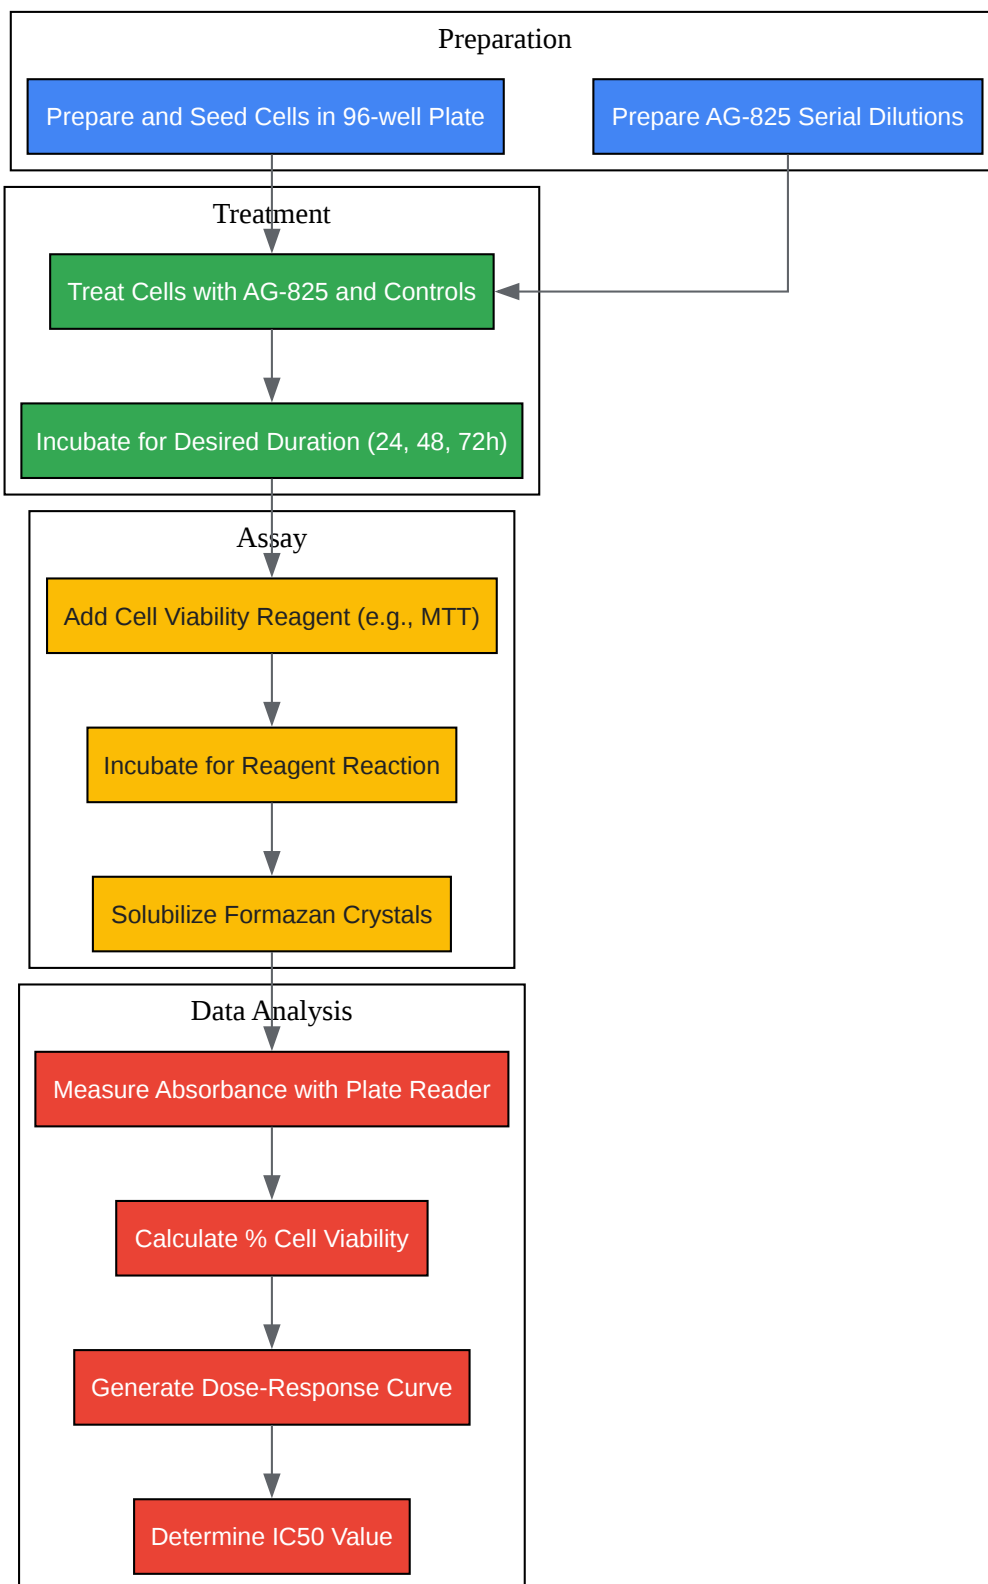 Preparation
Prepare and Seed Cells in 96-well Plate
Prepare AG-825 Serial Dilutions
Treatment
Treat Cells with AG-825 and Controls
Incubate for Desired Duration (24, 48, 72h)
Assay
Add Cell Viability Reagent (e.g., MTT)
Incubate for Reagent Reaction
Solubilize Formazan Crystals
Data Analysis
Measure Absorbance with Plate Reader
Calculate % Cell Viability
Generate Dose-Response Curve
Determine IC50 Value